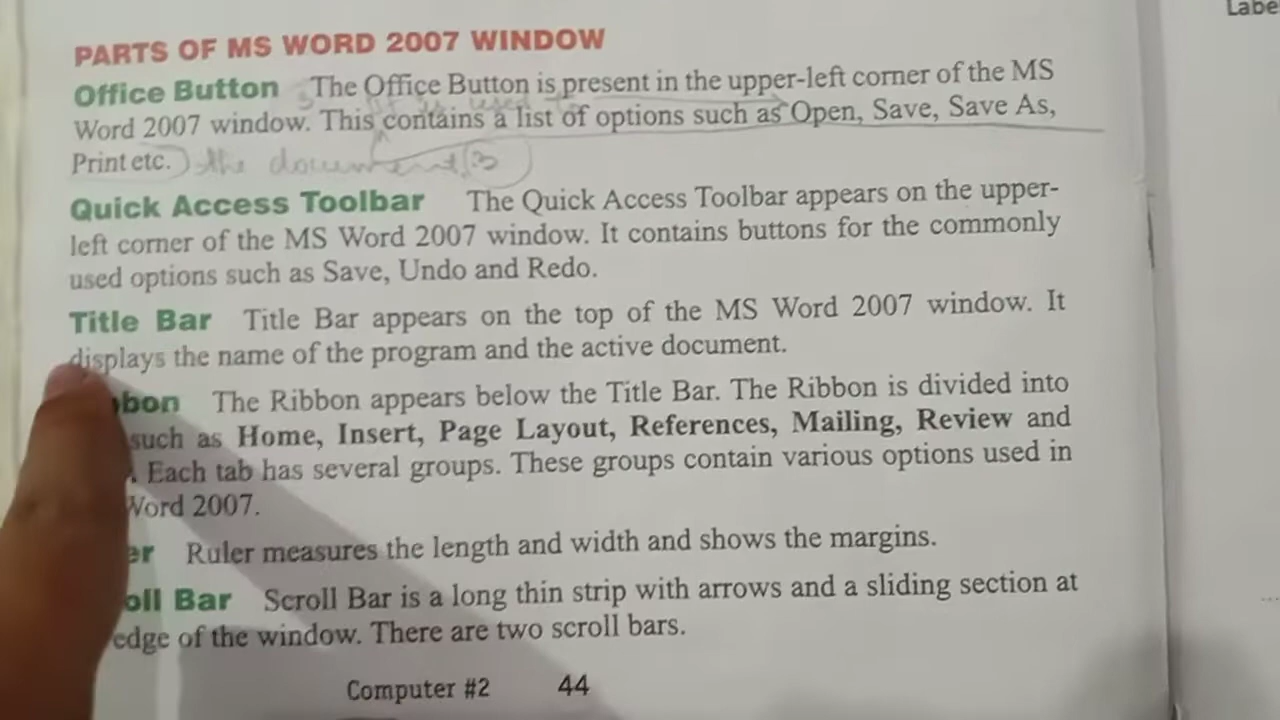 Labe
PARTS OF MS WORD 2007 WINDOW
Office Button The Office Button is present in the upper-left corner of the MS
Word 2007 window. This contains a list of options such as Open, Save, Save As,
Print etc. the document
Quick Access Toolbar The Quick Access Toolbar appears on the upper-
left corner of the MS Word 2007 window. It contains buttons for the commonly
used options such as Save, Undo and Redo.
Title Bar Title Bar appears on the top of the MS Word 2007 window. It
displays the name of the program and the active document.
bon The Ribbon appears below the Title Bar. The Ribbon is divided into
such as Home, Insert, Page Layout, References, Mailing, Review and
. Each tab has several groups. These groups contain various options used in
Word 2007.
er Ruler measures the length and width and shows the margins.
oll Bar Scroll Bar is a long thin strip with arrows and a sliding section at
edge of the window. There are two scroll bars.
Computer #2 44